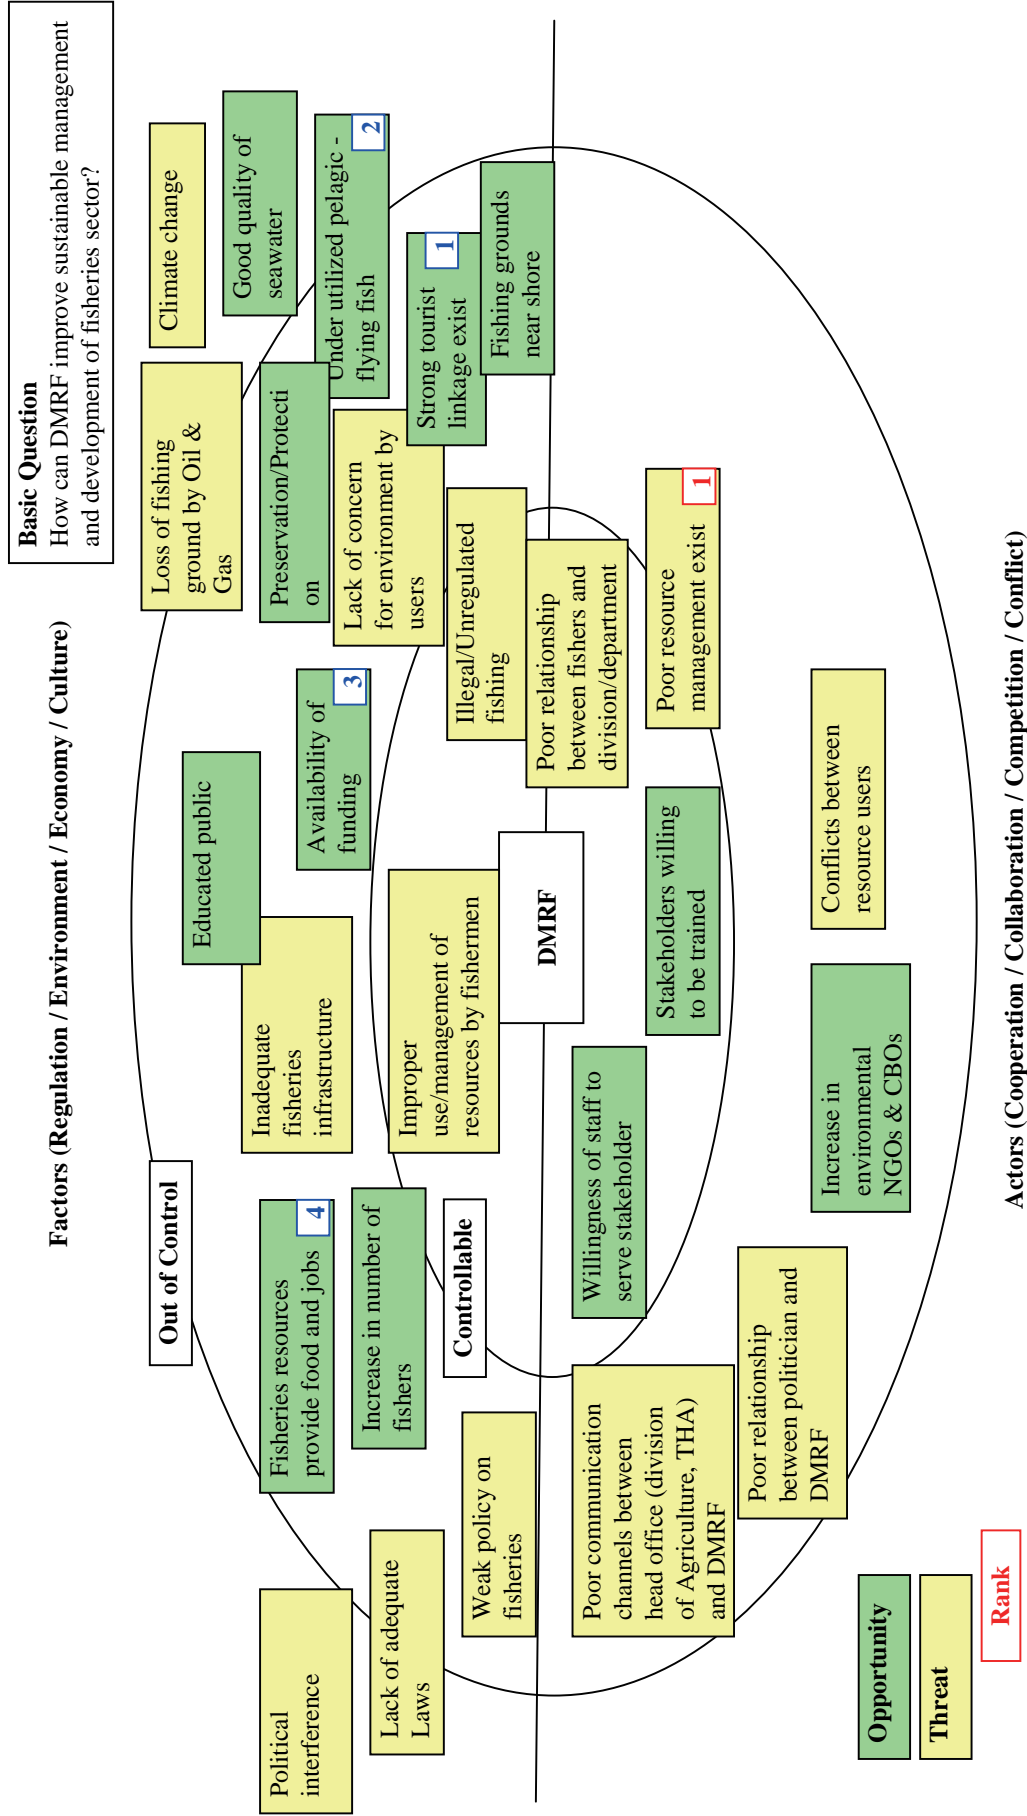 Basic Question
How can DMRF improve sustainable management
and development of fisheries sector?
Factors (Regulation / Environment / Economy / Culture)
Out of Control
Political
interference
Lack of adequate
Laws
Weak policy on
fisheries
Fisheries resources
provide food and jobs
4
Increase in number of
fishers
Controllable
Inadequate
fisheries
infrastructure
Educated public
Improper
use/management of
resources by fishermen
Availability of
funding
3
Loss of fishing
ground by Oil &
Gas
Preservation/Protecti
on
Lack of concern
for environment by
users
Illegal/Unregulated
fishing
Climate change
Good quality of
seawater
Under utilized pelagic -
flying fish
2
Strong tourist
linkage exist
1
Fishing grounds
near shore
DMRF
Poor relationship
between fishers and
division/department
Poor resource
management exist
1
Stakeholders willing
to be trained
Willingness of staff to
serve stakeholder
Poor communication
channels between
head office (division
of Agriculture, THA)
and DMRF
Poor relationship
between politician and
DMRF
Increase in
environmental
NGOs & CBOs
Conflicts between
resource users
Opportunity
Threat
Rank
Actors (Cooperation / Collaboration / Competition / Conflict)